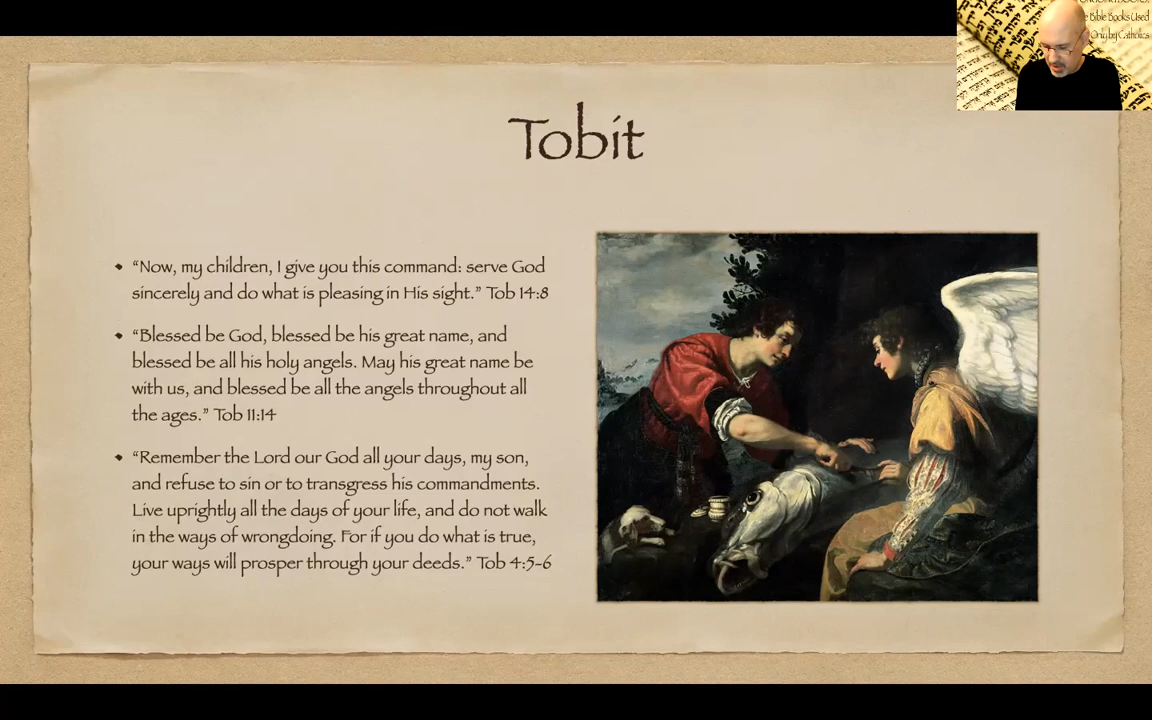 e Bible Books Used
Only by Catholics
Tobit
“Now, my children, I give you this command: serve God
sincerely and do what is pleasing in His sight.” Tob 14:8
“Blessed be God, blessed be his great name, and
blessed be all his holy angels. May his great name be
with us, and blessed be all the angels throughout all
the ages.” Tob 11:14
“Remember the Lord our God all your days, my son,
and refuse to sin or to transgress his commandments.
Live uprightly all the days of your life, and do not walk
in the ways of wrongdoing. For if you do what is true,
your ways will prosper through your deeds.” Tob 4:5-6